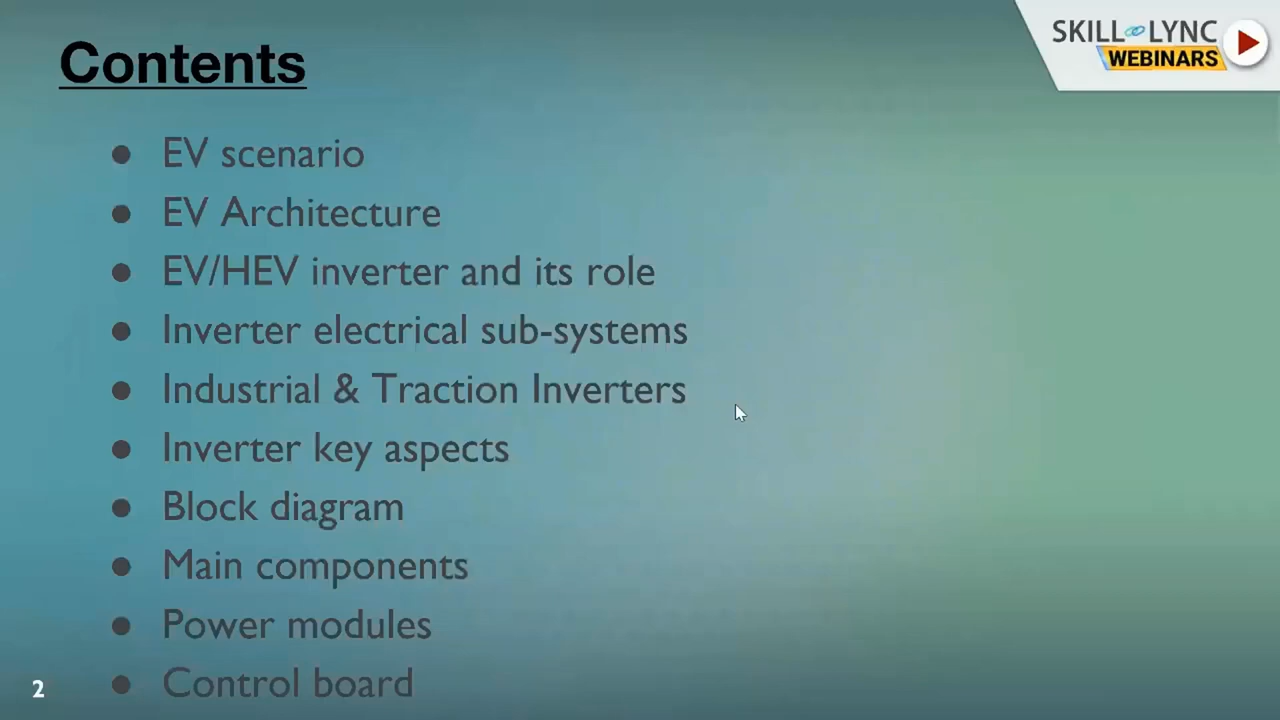 Contents
SKILL LYNC
WEBINARS
● EV scenario
● EV Architecture
● EV/HEV inverter and its role
● Inverter electrical sub-systems
● Industrial & Traction Inverters
● Inverter key aspects
● Block diagram
● Main components
● Power modules
● Control board
2